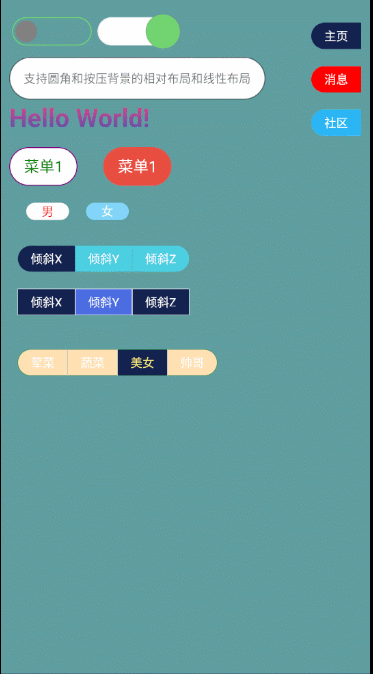 主页
支持圆角和按压背景的相对布局和线性布局
消息
Hello World!
社区
菜单1 菜单1
男 女
倾斜X 倾斜Y 倾斜Z
倾斜X 倾斜Y 倾斜Z
荤菜 蔬菜 美女 帅哥